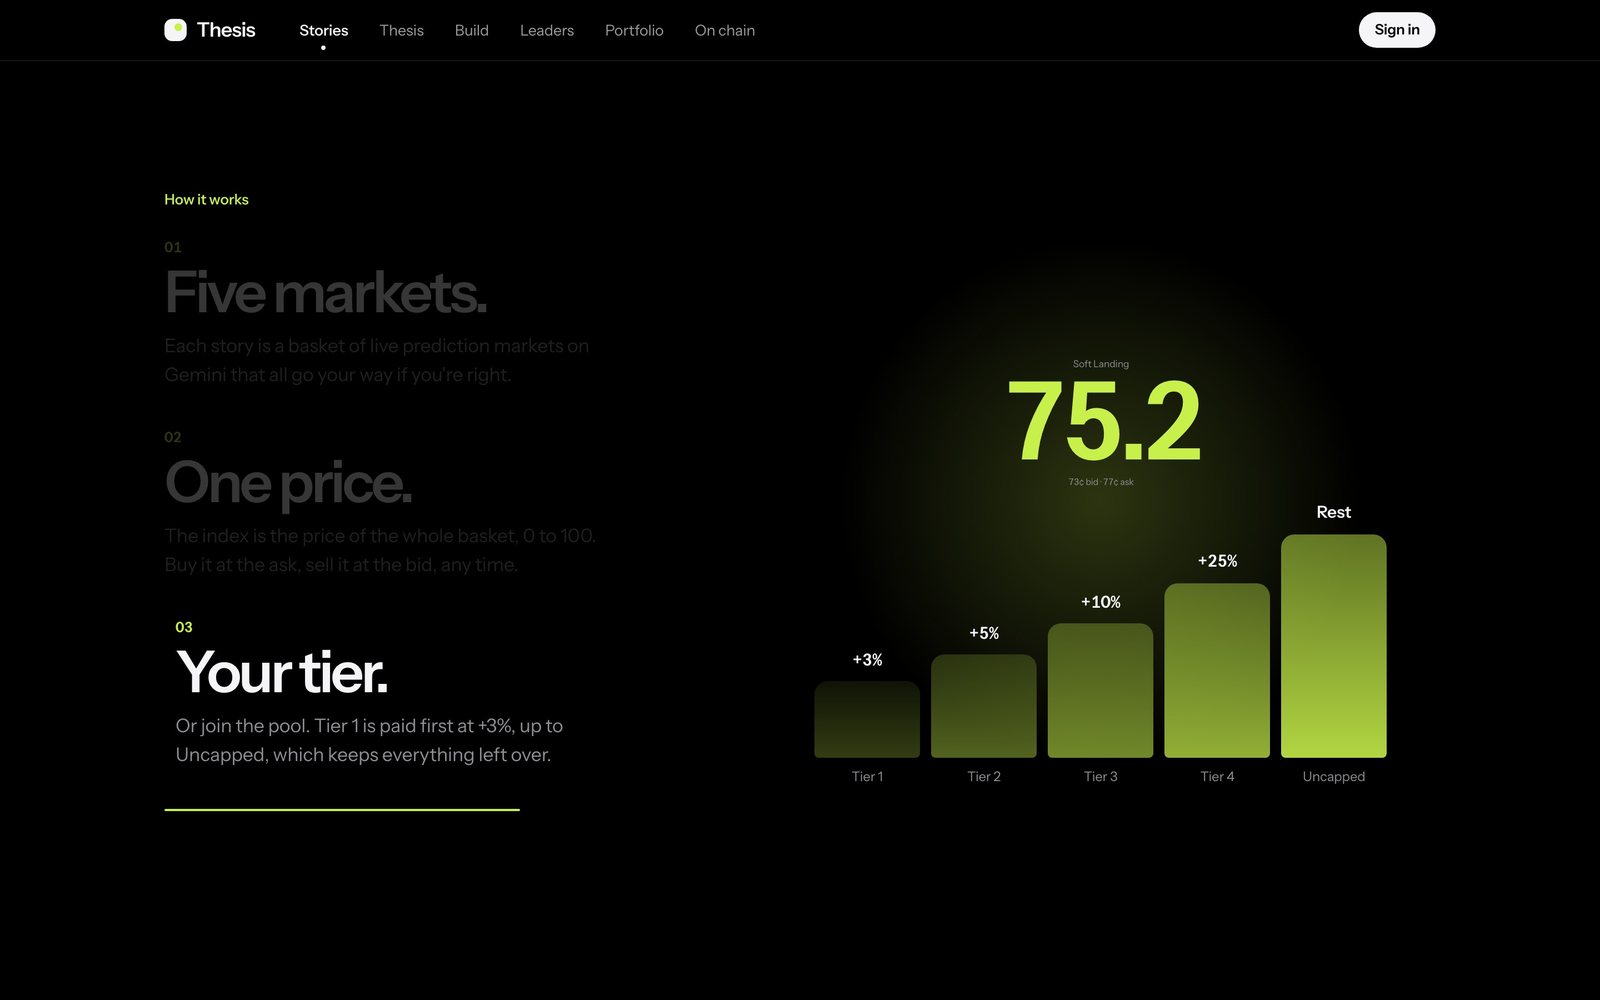 Thesis
Stories
Thesis
Build
Leaders
Portfolio
On chain
Sign in
How it works
01
Five markets.
Each story is a basket of live prediction markets on
Gemini that all go your way if you're right.
02
One price.
The index is the price of the whole basket, 0 to 100.
Buy it at the ask, sell it at the bid, any time.
03
Your tier.
Or join the pool. Tier 1 is paid first at +3%, up to
Uncapped, which keeps everything left over.
Soft Landing
75.2
73¢ bid · 77¢ ask
+3%
+5%
+10%
+25%
Rest
Tier 1
Tier 2
Tier 3
Tier 4
Uncapped